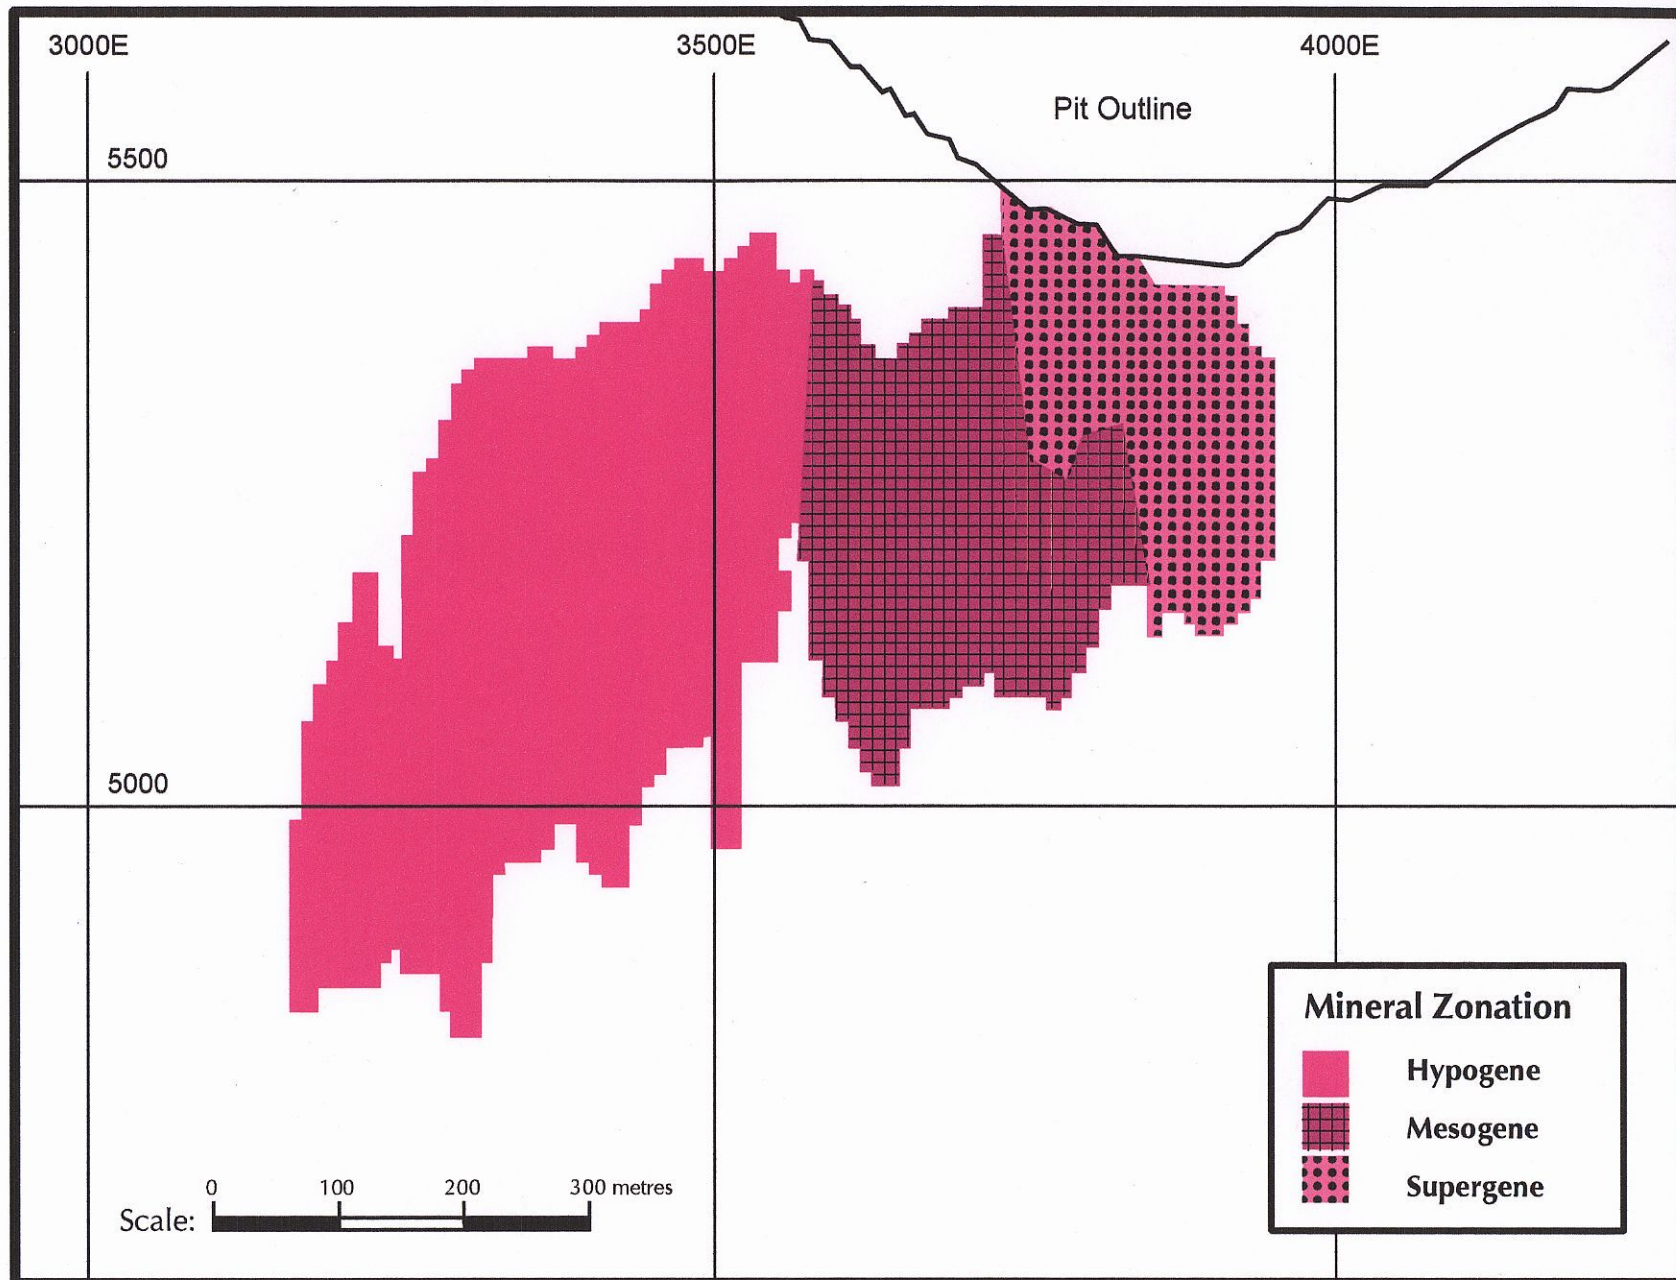 3000E 3500E 4000E
Pit Outline
5500
5000
Mineral Zonation
Hypogene
Mesogene
Supergene
0 100 200 300 metres
Scale: